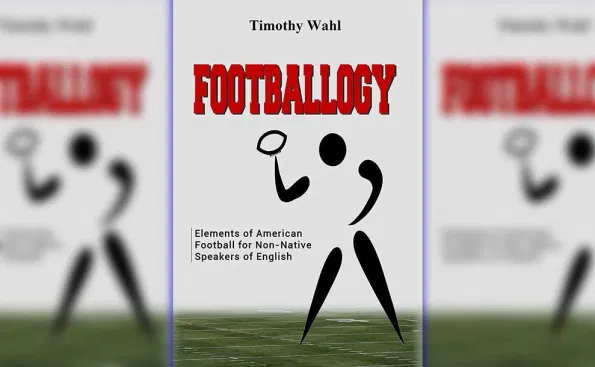 Timothy Wahl
FOOTBALLOGY
Elements of American
Football for Non-Native
Speakers of English